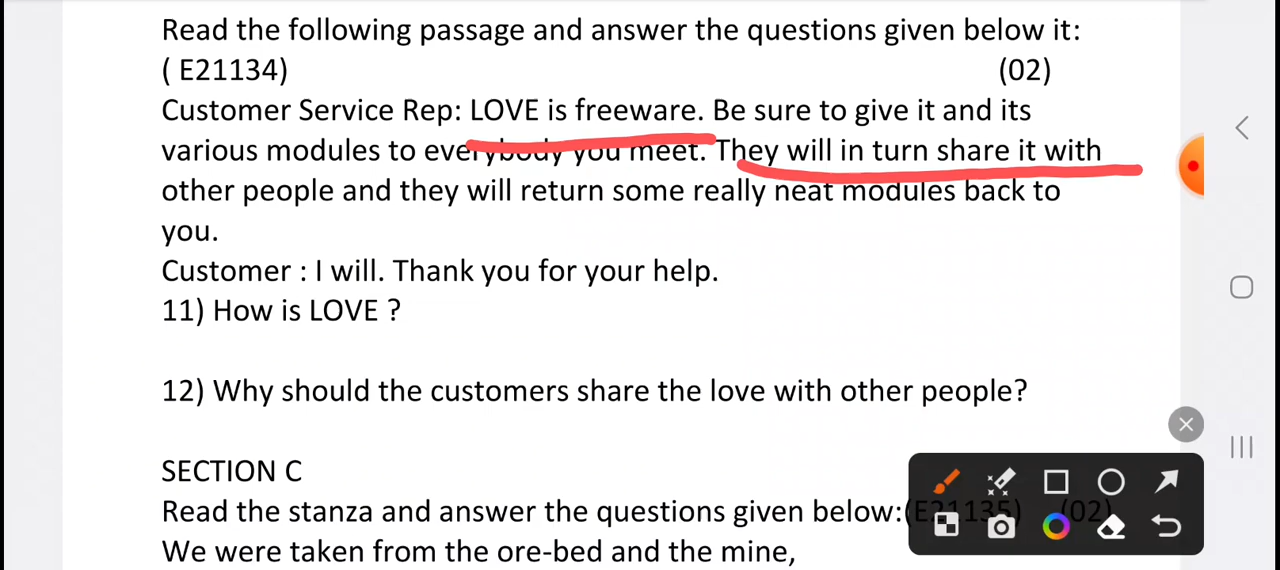 Read the following passage and answer the questions given below it:
( E21134) (02)
Customer Service Rep: LOVE is freeware. Be sure to give it and its
various modules to everybody you meet. They will in turn share it with
other people and they will return some really neat modules back to
you.
Customer : I will. Thank you for your help.
11) How is LOVE ?
12) Why should the customers share the love with other people?
SECTION C
Read the stanza and answer the questions given below:(E21135) (02)
We were taken from the ore-bed and the mine,